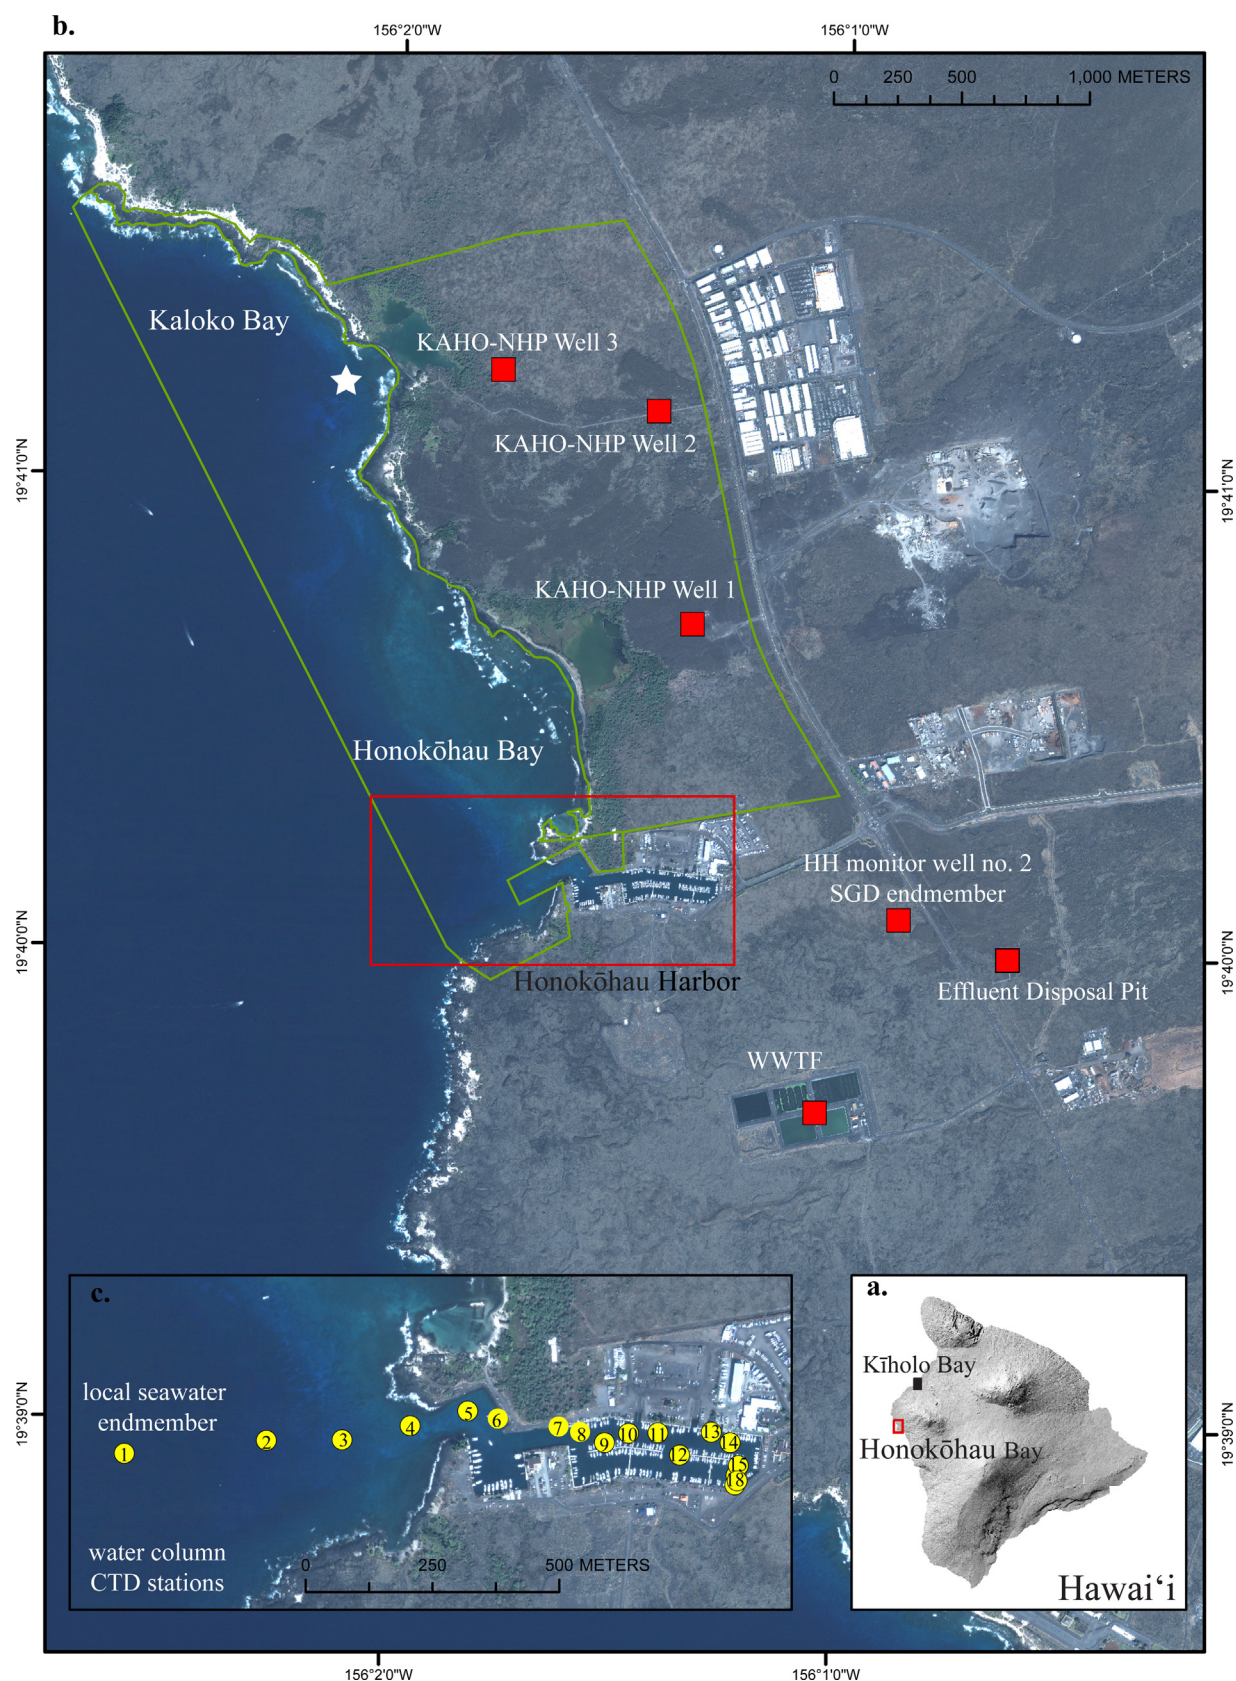 b.
156°2'0"W
156°1'0"W
0 250 500 1,000 METERS
Kaloko Bay
KAHO-NHP Well 3
KAHO-NHP Well 2
19°41'0"N
19°41'0"N
KAHO-NHP Well 1
Honokōhau Bay
HH monitor well no. 2
SGD endmember
19°40'0"N
19°40'0"N
Honokōhau Harbor
Effluent Disposal Pit
WWTF
c.
local seawater
endmember
1 2 3 4 5 6 7 8 9 10 11 12 13 14 15 18
water column
CTD stations
0 250 500 METERS
a.
Kīholo Bay
Honokōhau Bay
Hawaiʻi
19°39'0"N
19°39'0"N
156°2'0"W
156°1'0"W